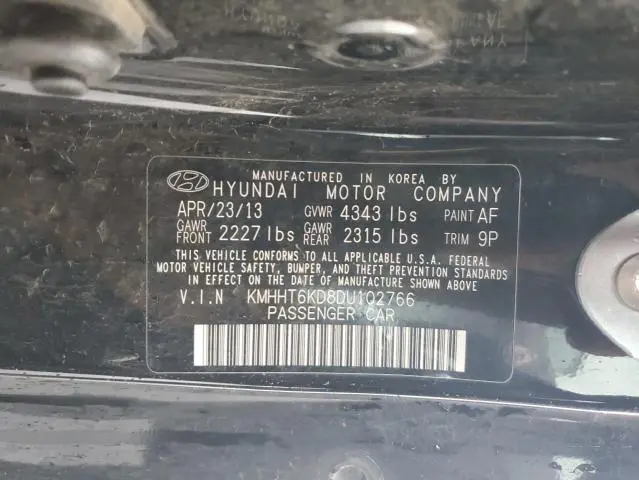 MANUFACTURED IN KOREA BY
HYUNDAI MOTOR COMPANY
APR/23/13 GVWR 4343 lbs PAINT AF
GAWR FRONT 2227 lbs GAWR REAR 2315 lbs TRIM 9P
THIS VEHICLE CONFORMS TO ALL APPLICABLE U.S.A. FEDERAL
MOTOR VEHICLE SAFETY, BUMPER, AND THEFT PREVENTION
STANDARDS IN EFFECT ON THE DATE OF MANUFACTURE SHOWN ABOVE
V.I.N KMHHT6KD8DU102766
PASSENGER CAR